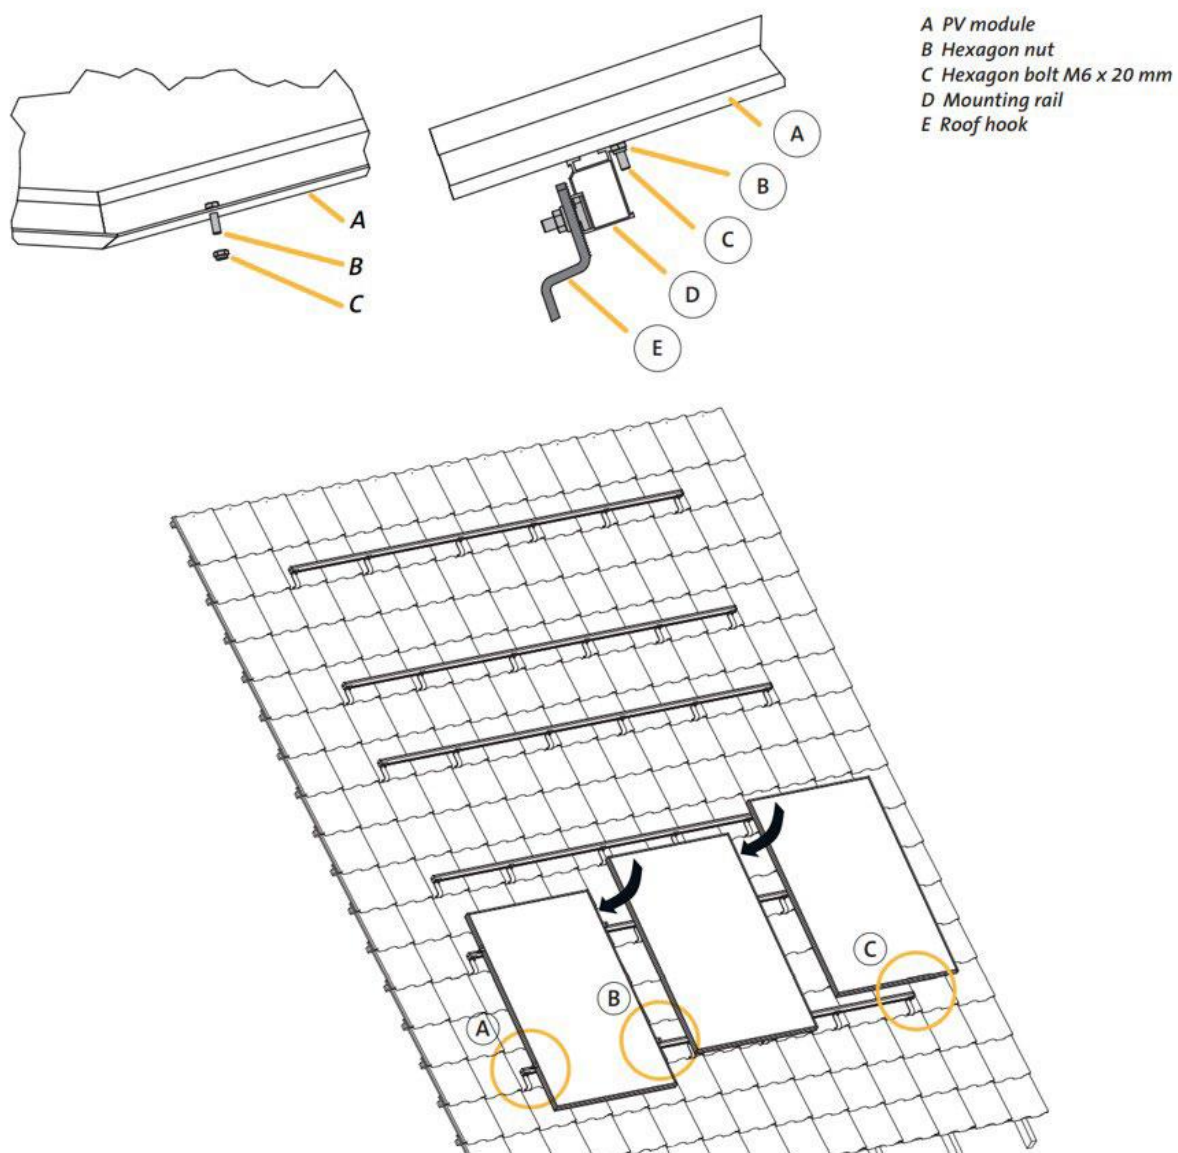 A PV module
B Hexagon nut
C Hexagon bolt M6 x 20 mm
D Mounting rail
E Roof hook
A
B
C
A
B
C
D
E
A
B
C